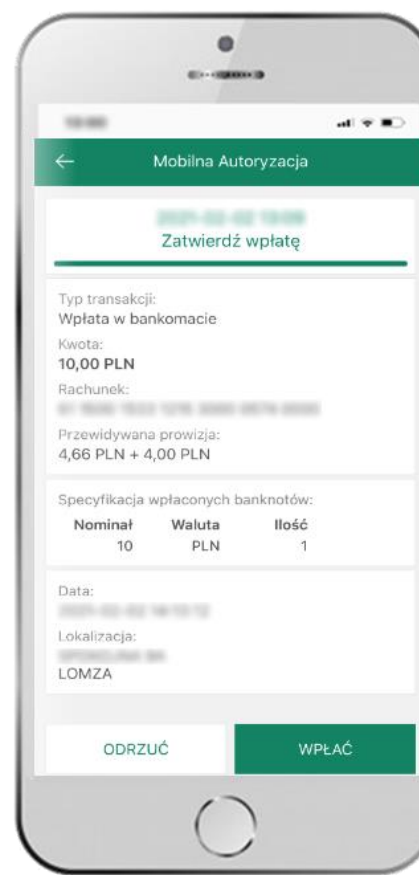 Mobilna Autoryzacja
Zatwierdź wpłatę
Typ transakcji:
Wpłata w bankomacie
Kwota:
10,00 PLN
Rachunek:
Przewidywana prowizja:
4,66 PLN + 4,00 PLN
Specyfikacja wpłaconych banknotów:
Nominał Waluta Ilość
10 PLN 1
Data:
Lokalizacja:
LOMZA
ODRZUĆ WPŁAĆ